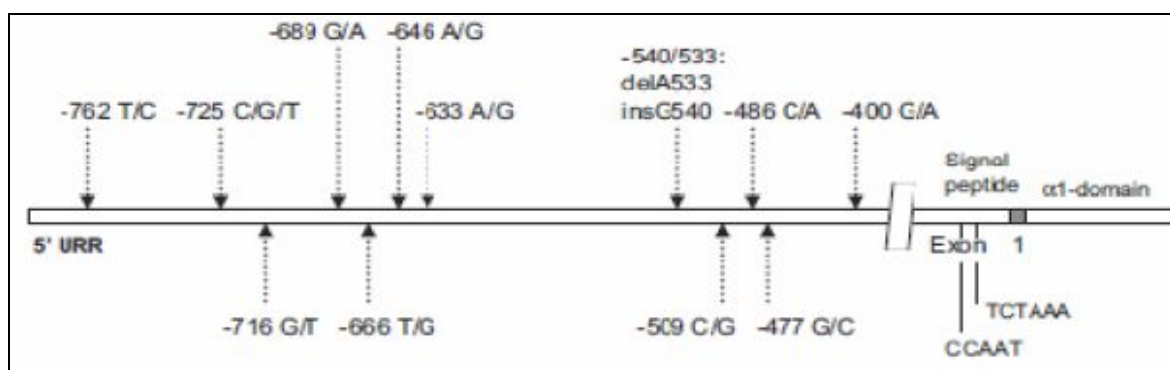 -689 G/A -646 A/G
-540/533:
delA533
-762 T/C -725 C/G/T -633 A/G insG540 -486 C/A -400 G/A
Signal
peptide α1-domain
5' URR Exon 1
TCTAAA
-716 G/T -666 T/G -509 C/G -477 G/C
CCAAT